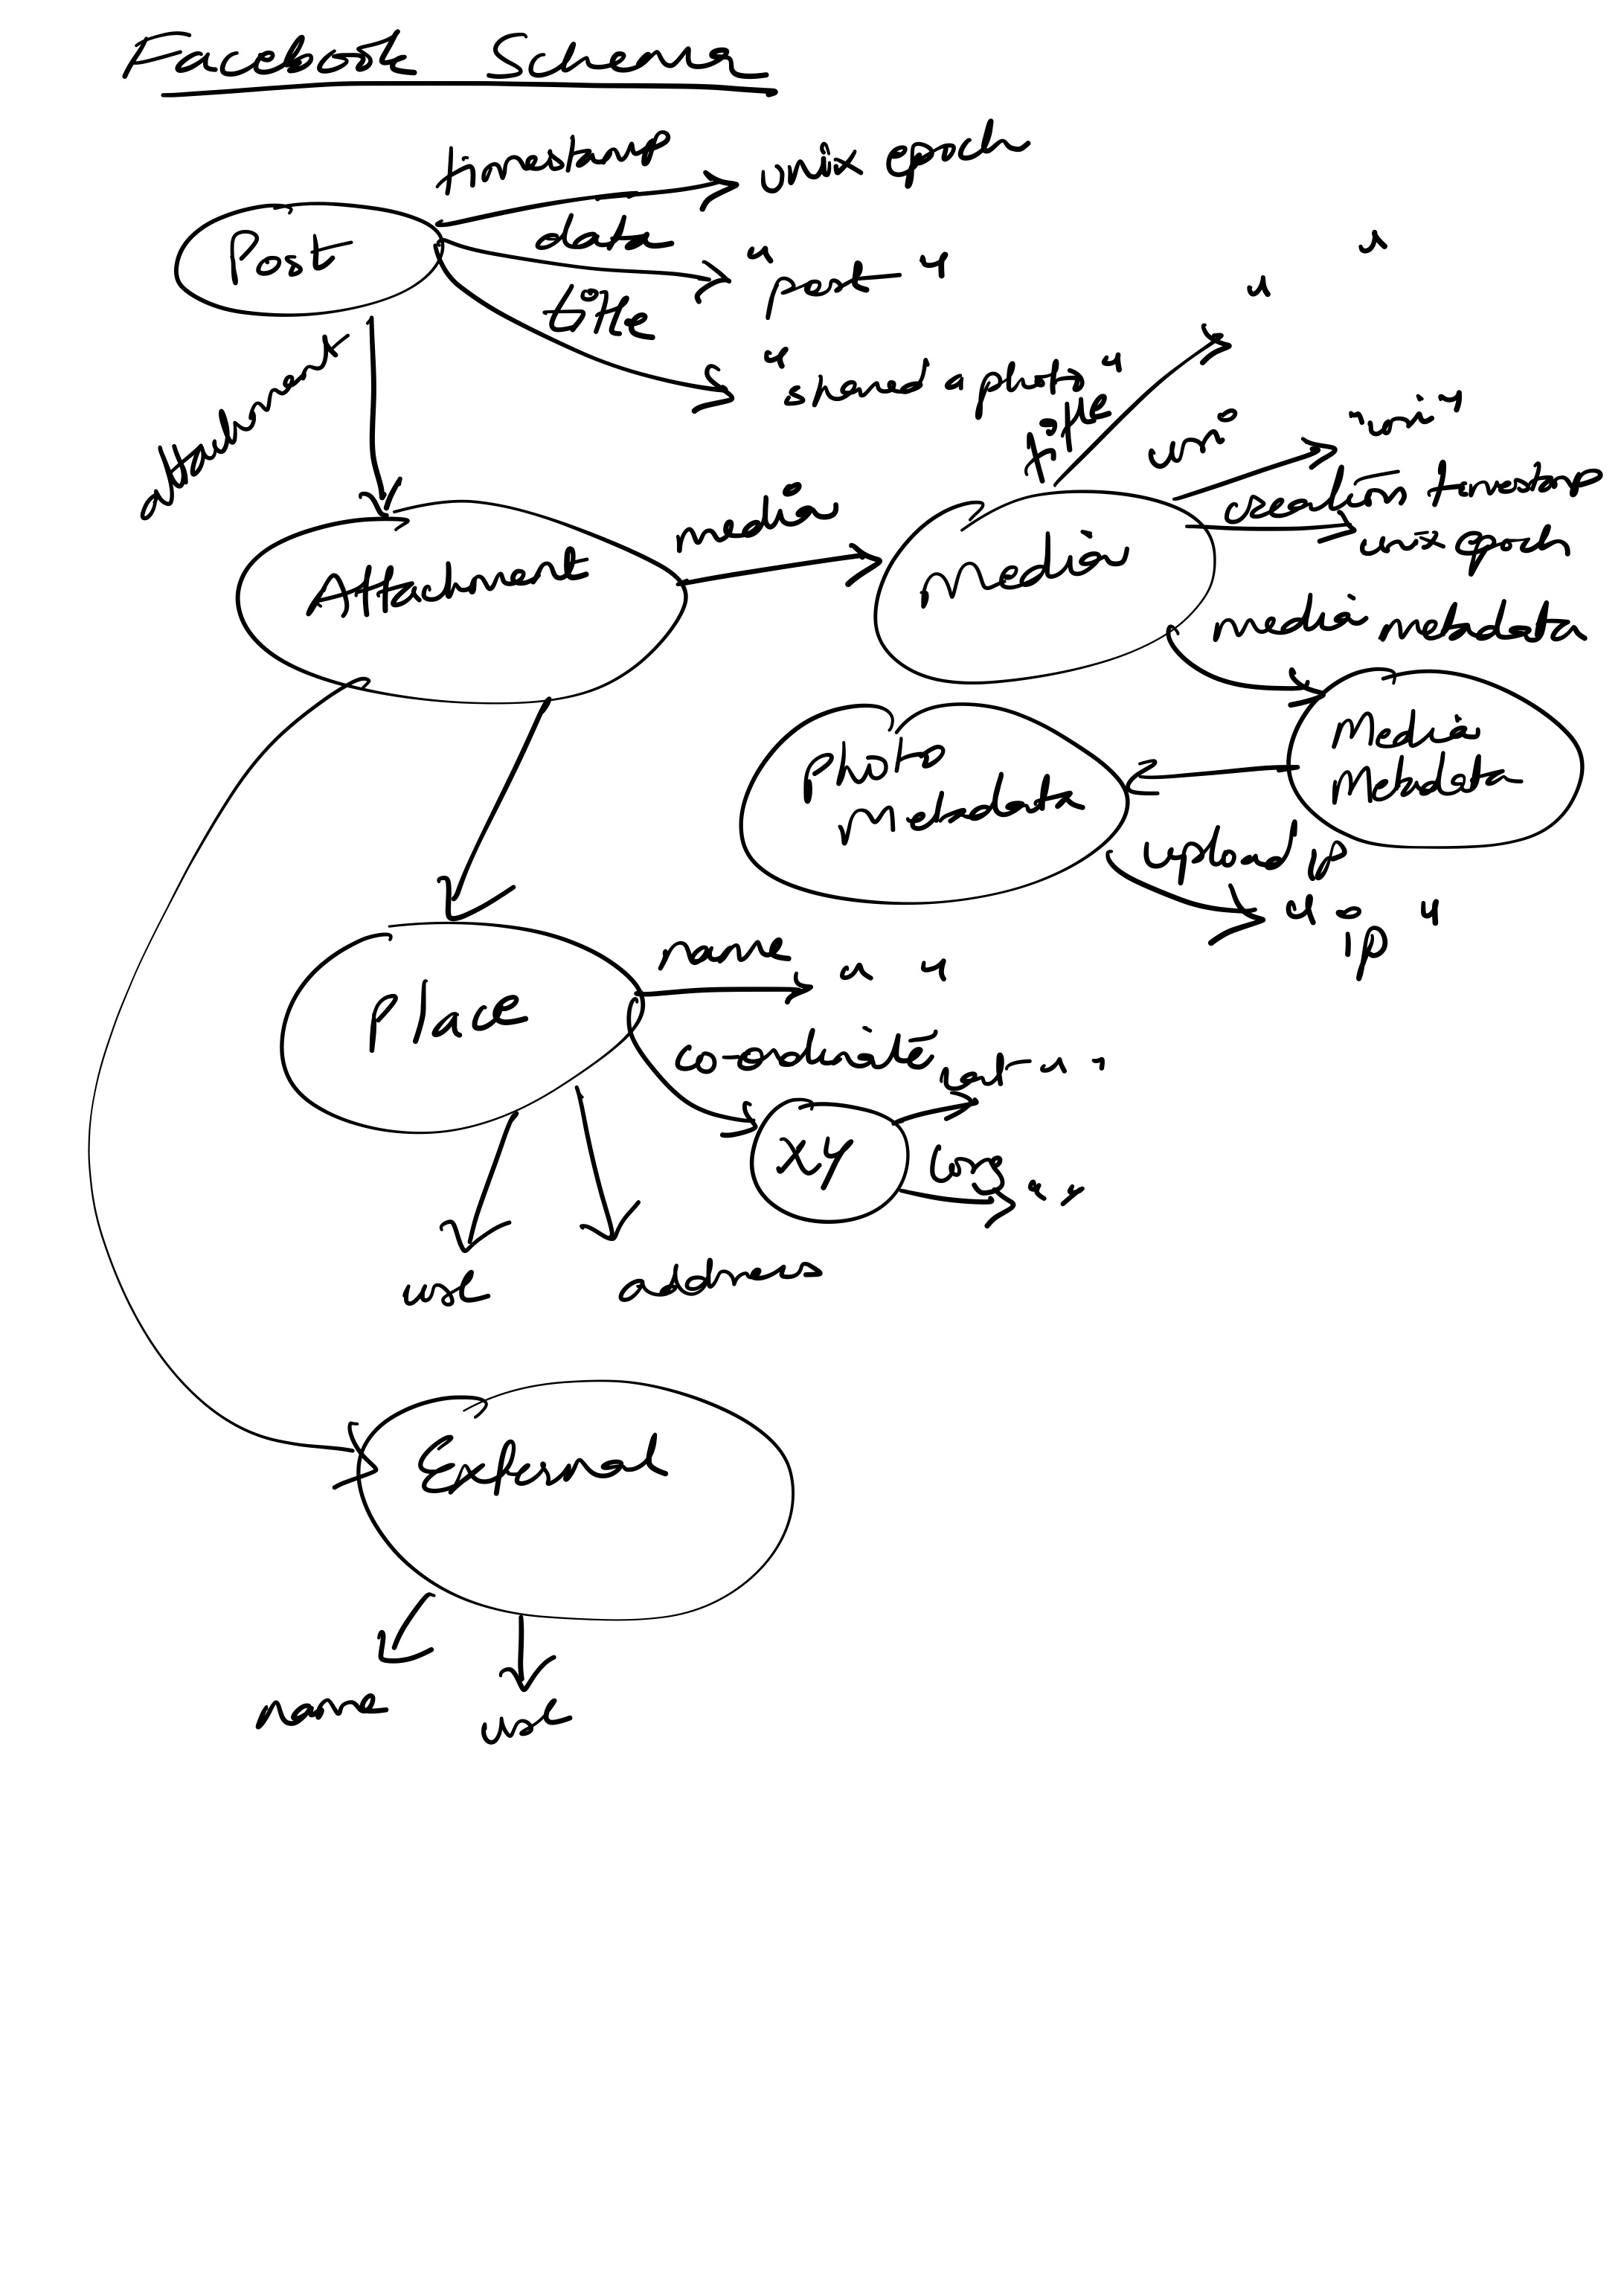 Facebook Schema
timestamp
unix epoch
Post
data
"post"
title
"shared a photo"
attachment
" "
title
uri
"uri"
creation timestamp
unix epoch
Attachment
media
Media
media metadata
Media
Metadata
Photo
Metadata
upload ip
"ip"
Place
name
" "
coordinate
lat " "
XY
long " "
url
address
External
name
url